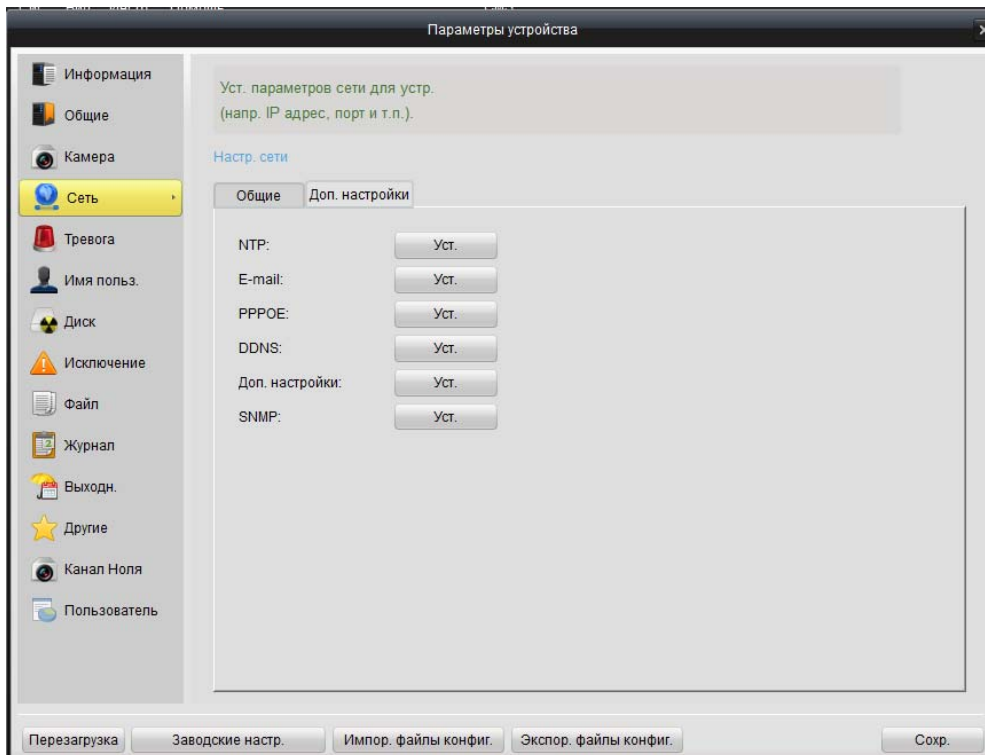 Параметры устройства
Информация
Общие
Камера
Сеть
Тревога
Имя польз.
Диск
Исключение
Файл
Журнал
Выходн.
Другие
Канал Ноля
Пользователь
Уст. параметров сети для устр.
(напр. IP адрес, порт и т.п.).
Настр. сети
Общие Доп. настройки
NTP: Уст.
E-mail: Уст.
PPPOE: Уст.
DDNS: Уст.
Доп. настройки: Уст.
SNMP: Уст.
Перезагрузка Заводские настр. Импор. файлы конфиг. Экспор. файлы конфиг. Сохр.